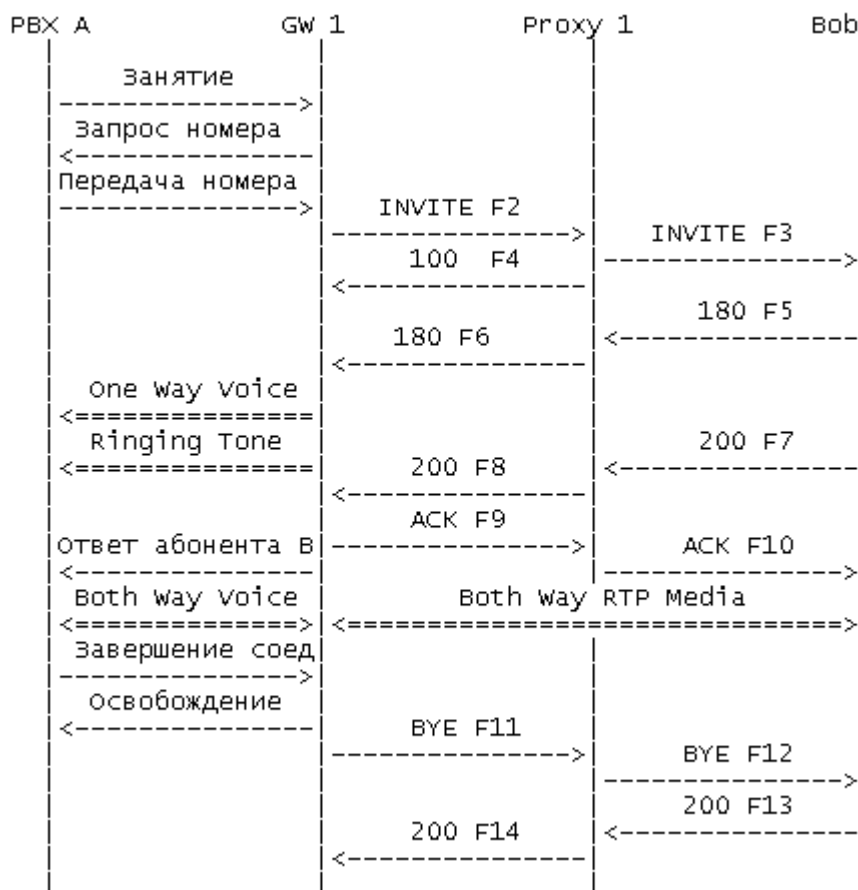 PBX A GW 1 Proxy 1 Bob
Занятие
Запрос номера
Передача номера
INVITE F2
INVITE F3
100 F4
180 F5
180 F6
One Way Voice
Ringing Tone 200 F7
200 F8
ACK F9
Ответ абонента В ACK F10
Both Way Voice Both Way RTP Media
Завершение соед
Освобождение
BYE F11
BYE F12
200 F13
200 F14